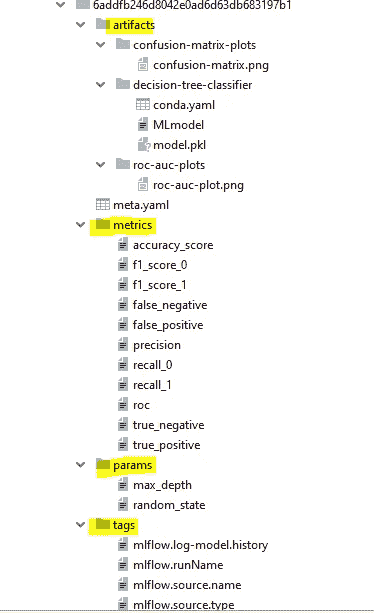 6addfb246d8042e0ad6d63db683197b1
artifacts
confusion-matrix-plots
confusion-matrix.png
decision-tree-classifier
conda.yaml
MLmodel
model.pkl
roc-auc-plots
roc-auc-plot.png
meta.yaml
metrics
accuracy_score
f1_score_0
f1_score_1
false_negative
false_positive
precision
recall_0
recall_1
roc
true_negative
true_positive
params
max_depth
random_state
tags
mlflow.log-model.history
mlflow.runName
mlflow.source.name
mlflow.source.type